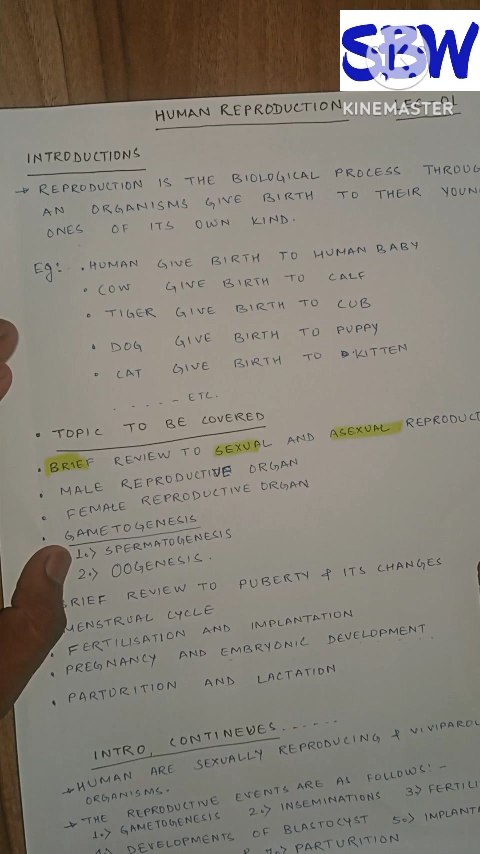 SBW
KINEMASTER
HUMAN REPRODUCTION
INTRODUCTIONS
→ REPRODUCTION IS THE BIOLOGICAL PROCESS THROUG
AN ORGANISMS GIVE BIRTH TO THEIR YOUN
ONES OF ITS OWN KIND.
Eg:- • HUMAN GIVE BIRTH TO HUMAN BABY
• COW GIVE BIRTH TO CALF
• TIGER GIVE BIRTH TO CUB
• DOG GIVE BIRTH TO PUPPY
• CAT GIVE BIRTH TO KITTEN
. . . . - - ETC.
• TOPIC TO BE COVERED
• BRIEF REVIEW TO SEXUAL AND ASEXUAL REPRODUCT
• MALE REPRODUCTIVE ORGAN
• FEMALE REPRODUCTIVE ORGAN
• GAMETOGENESIS
1.> SPERMATOGENESIS
2.> OOGENESIS.
BRIEF REVIEW TO PUBERTY & ITS CHANGES
MENSTRUAL CYCLE
• FERTILISATION AND IMPLANTATION
• PREGNANCY AND EMBRYONIC DEVELOPMENT
• PARTURITION AND LACTATION
INTRO, CONTINEUES......
→ HUMAN ARE SEXUALLY REPRODUCING & VIVIPAROU
ORGANISMS.
→ THE REPRODUCTIVE EVENTS ARE AS FOLLOWS:-
1.> GAMETOGENESIS 2.> INSEMINATIONS 3> FERTILI
4> DEVELOPMENTS OF BLASTOCYST 5.> IMPLANTA
7.> PARTURITION